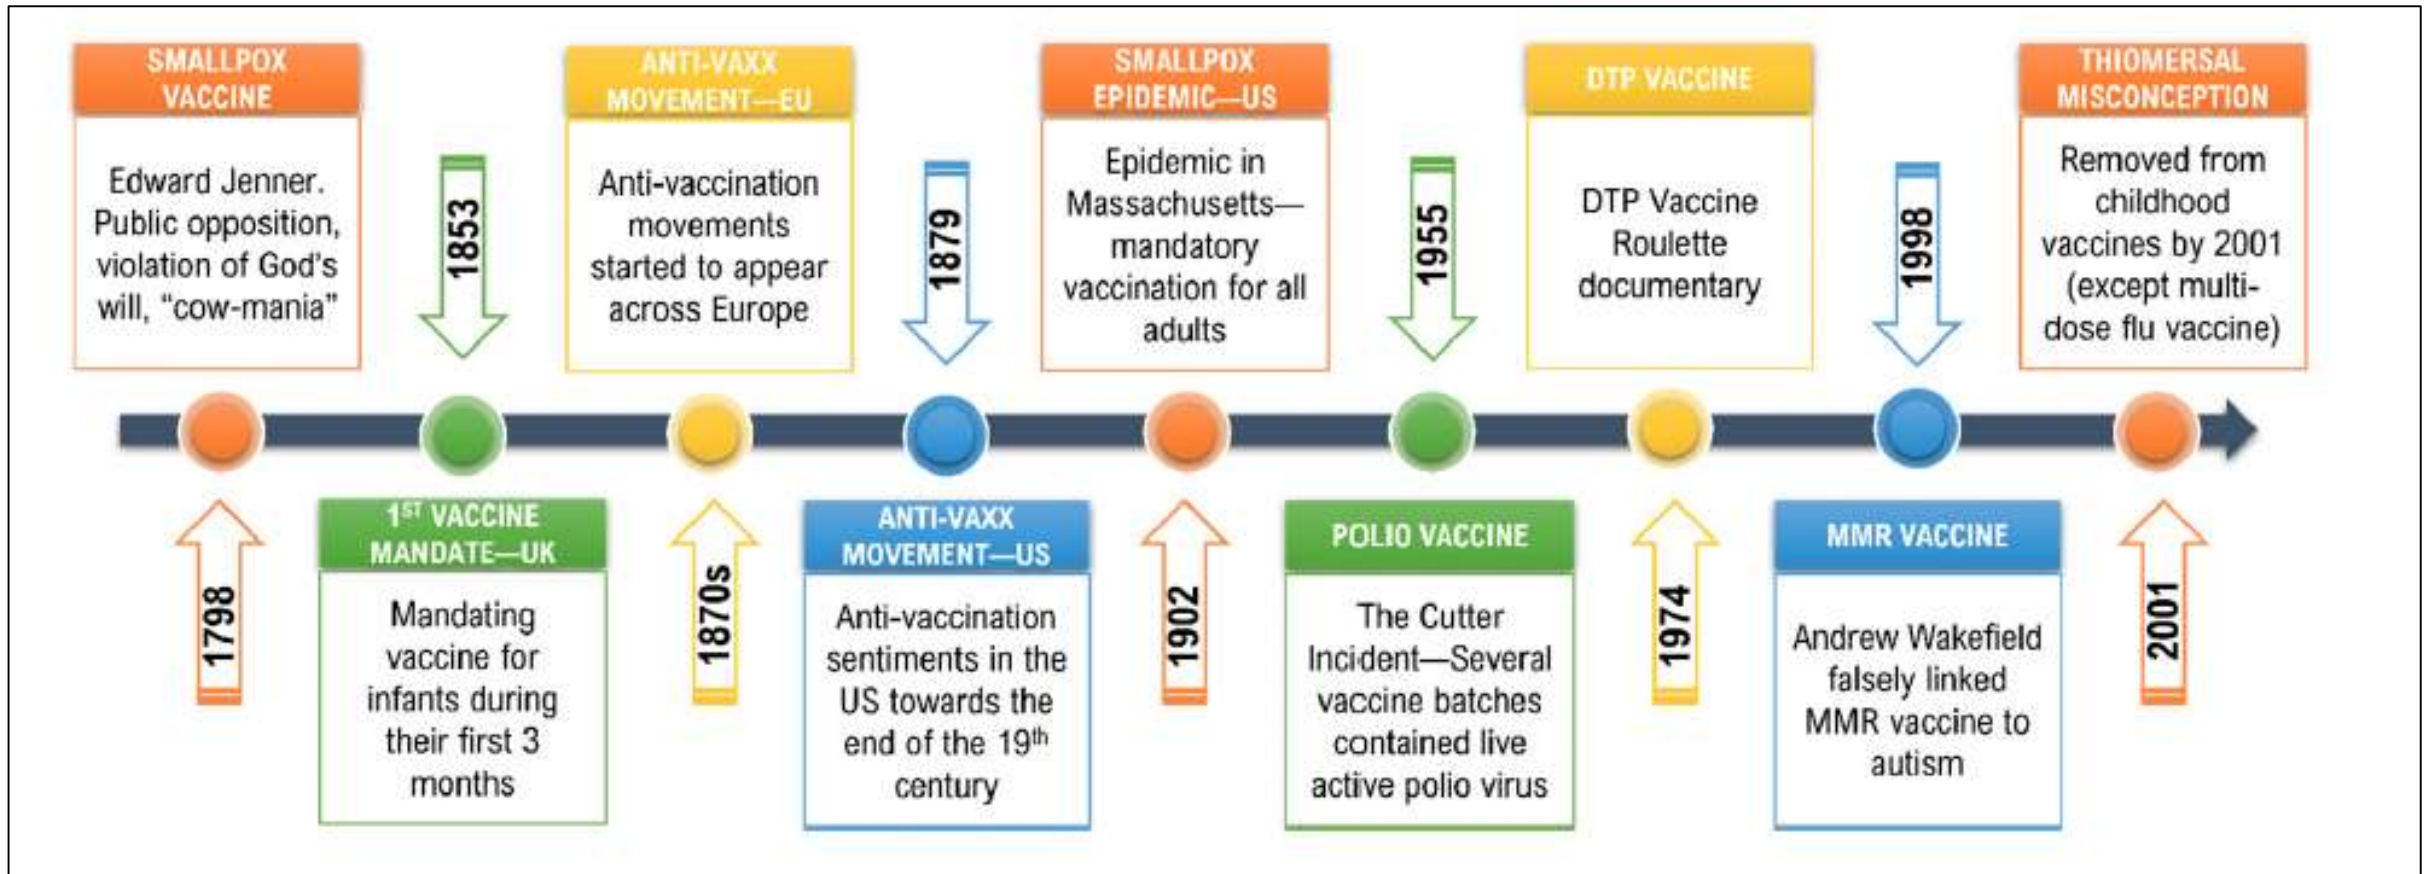 SMALLPOX
VACCINE
Edward Jenner.
Public opposition,
violation of God's
will, “cow-mania”
1798
1853
1ST VACCINE
MANDATE—UK
Mandating
vaccine for
infants during
their first 3
months
ANTI-VAXX
MOVEMENT—EU
Anti-vaccination
movements
started to appear
across Europe
1870s
1879
ANTI-VAXX
MOVEMENT—US
Anti-vaccination
sentiments in the
US towards the
end of the 19th
century
SMALLPOX
EPIDEMIC—US
Epidemic in
Massachusetts—
mandatory
vaccination for all
adults
1902
1955
POLIO VACCINE
The Cutter
Incident—Several
vaccine batches
contained live
active polio virus
DTP VACCINE
DTP Vaccine
Roulette
documentary
1974
1998
MMR VACCINE
Andrew Wakefield
falsely linked
MMR vaccine to
autism
THIOMERSAL
MISCONCEPTION
Removed from
childhood
vaccines by 2001
(except multi-
dose flu vaccine)
2001